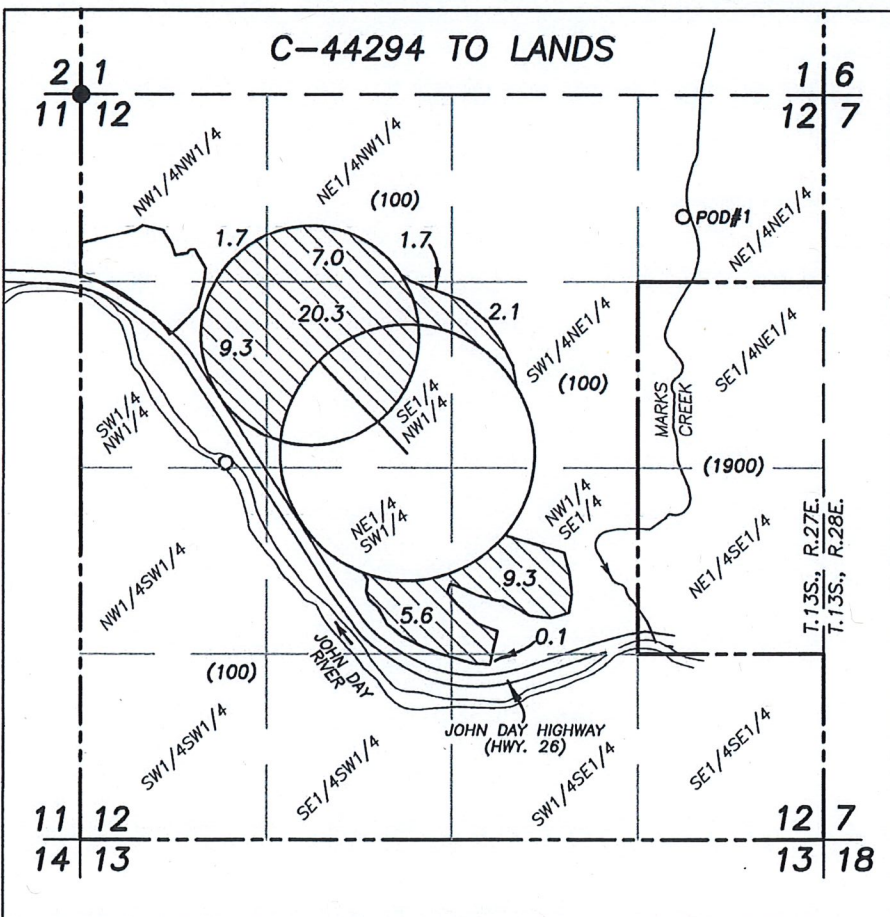 C-44294 TO LANDS
2 1
11 12
1 6
12 7
NW1/4NW1/4
NE1/4NW1/4
(100)
POD#1
NE1/4NE1/4
1.7
7.0
1.7
20.3
9.3
2.1
SW1/4NE1/4
SE1/4NE1/4
(100)
SW1/4
NW1/4
SE1/4
NW1/4
MARKS
CREEK
(1900)
NE1/4
SW1/4
NW1/4
SE1/4
NW1/4SW1/4
NE1/4SE1/4
T.13S., R.27E.
T.13S., R.28E.
9.3
5.6
0.1
JOHN DAY
RIVER
(100)
JOHN DAY HIGHWAY
(HWY. 26)
SW1/4SW1/4
SE1/4SW1/4
SW1/4SE1/4
SE1/4SE1/4
11 12
14 13
12 7
13 18